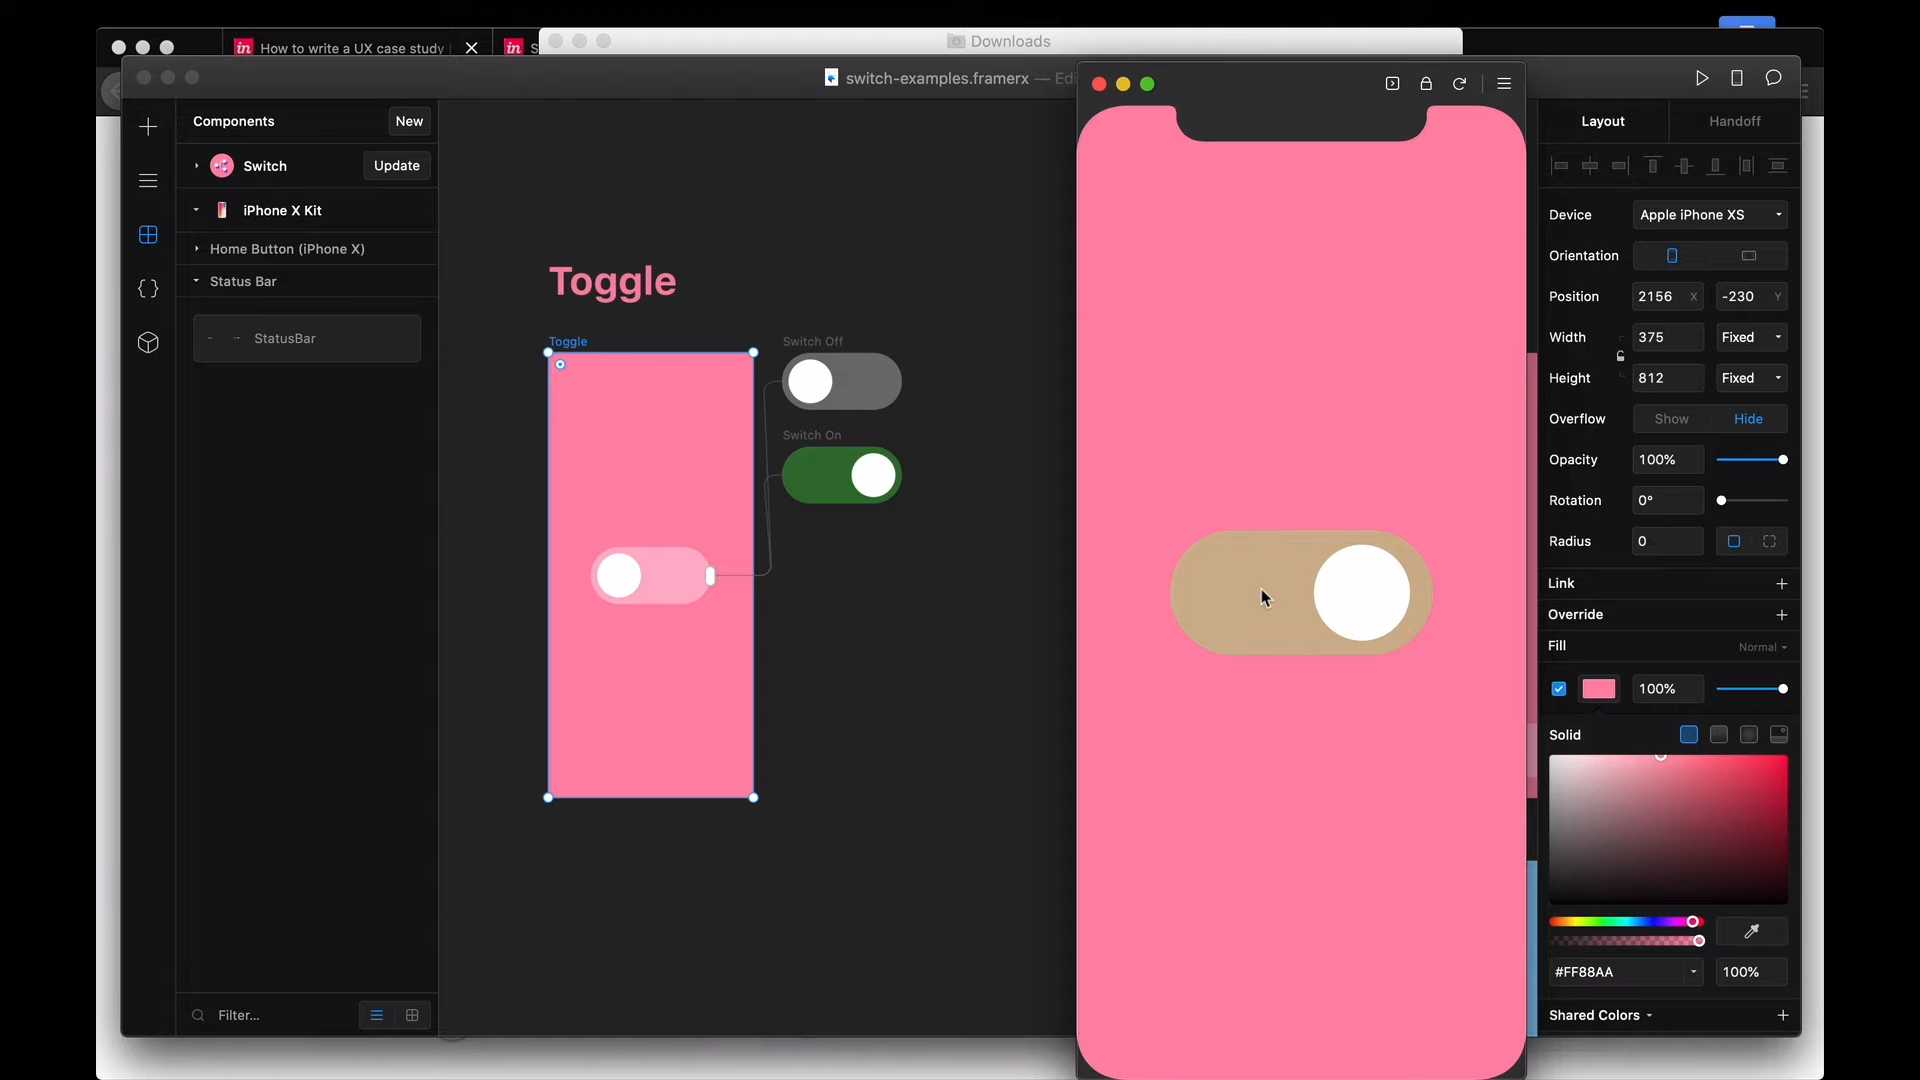 in How to write a UX case study
in S
Downloads
switch-examples.framerx — Edi
Components
New
Switch
Update
iPhone X Kit
Home Button (iPhone X)
Status Bar
StatusBar
Filter...
Toggle
Toggle
Switch Off
Switch On
Layout
Handoff
Device
Apple iPhone XS
Orientation
Position
2156 X
-230 Y
Width
375
Fixed
Height
812
Fixed
Overflow
Show
Hide
Opacity
100%
Rotation
0°
Radius
0
Link
Override
Fill
Normal
100%
Solid
#FF88AA
100%
Shared Colors